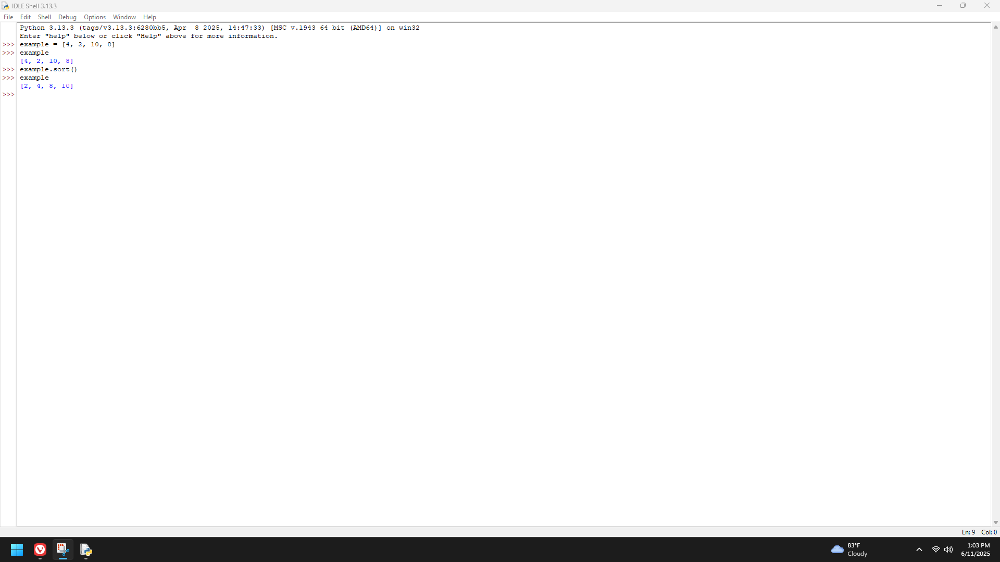 IDLE Shell 3.13.3
File Edit Shell Debug Options Window Help
Python 3.13.3 (tags/v3.13.3:6280bb5, Apr  8 2025, 14:47:33) [MSC v.1943 64 bit (AMD64)] on win32
Enter "help" below or click "Help" above for more information.
>>> example = [4, 2, 10, 8]
>>> example
[4, 2, 10, 8]
>>> example.sort()
>>> example
[2, 4, 8, 10]
>>>
Ln: 9 Col: 0
83°F
Cloudy
1:03 PM
6/11/2025